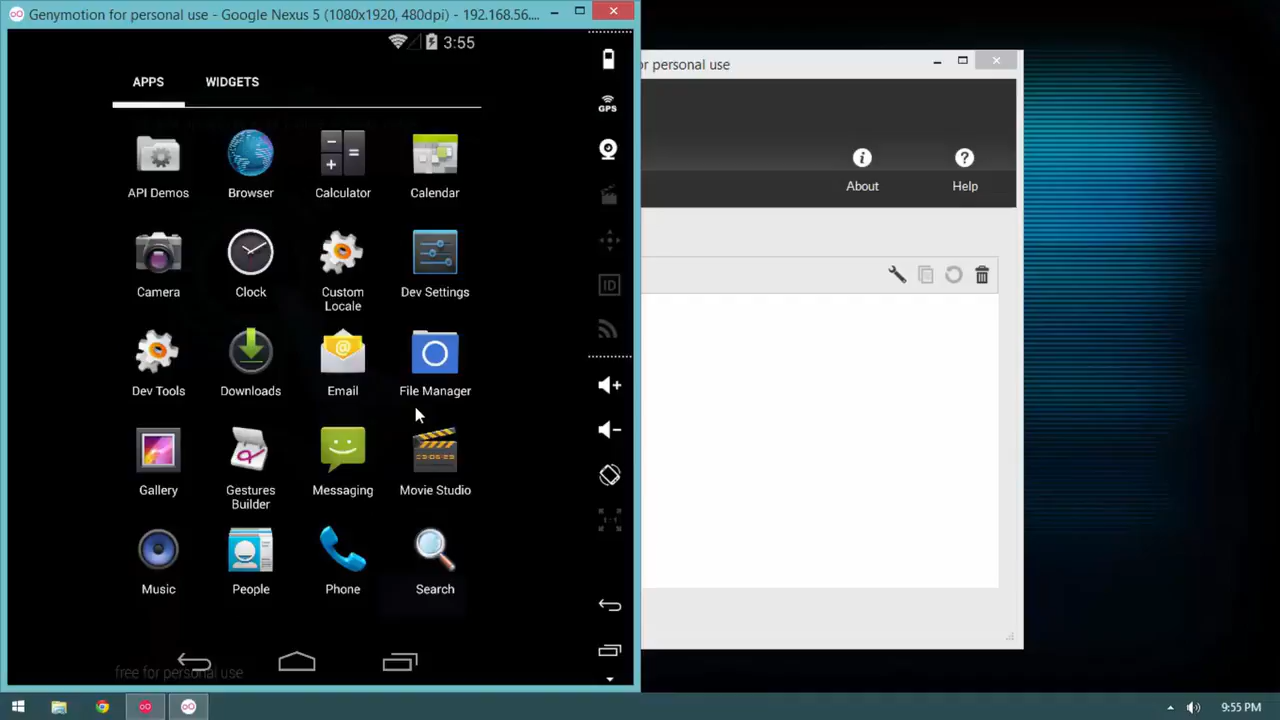 Genymotion for personal use - Google Nexus 5 (1080x1920, 480dpi) - 192.168.56....
or personal use
3:55
APPS WIDGETS
API Demos Browser Calculator Calendar
Camera Clock Custom Locale Dev Settings
Dev Tools Downloads Email File Manager
Gallery Gestures Builder Messaging Movie Studio
Music People Phone Search
free for personal use
GPS
ID
1:1
About Help
9:55 PM